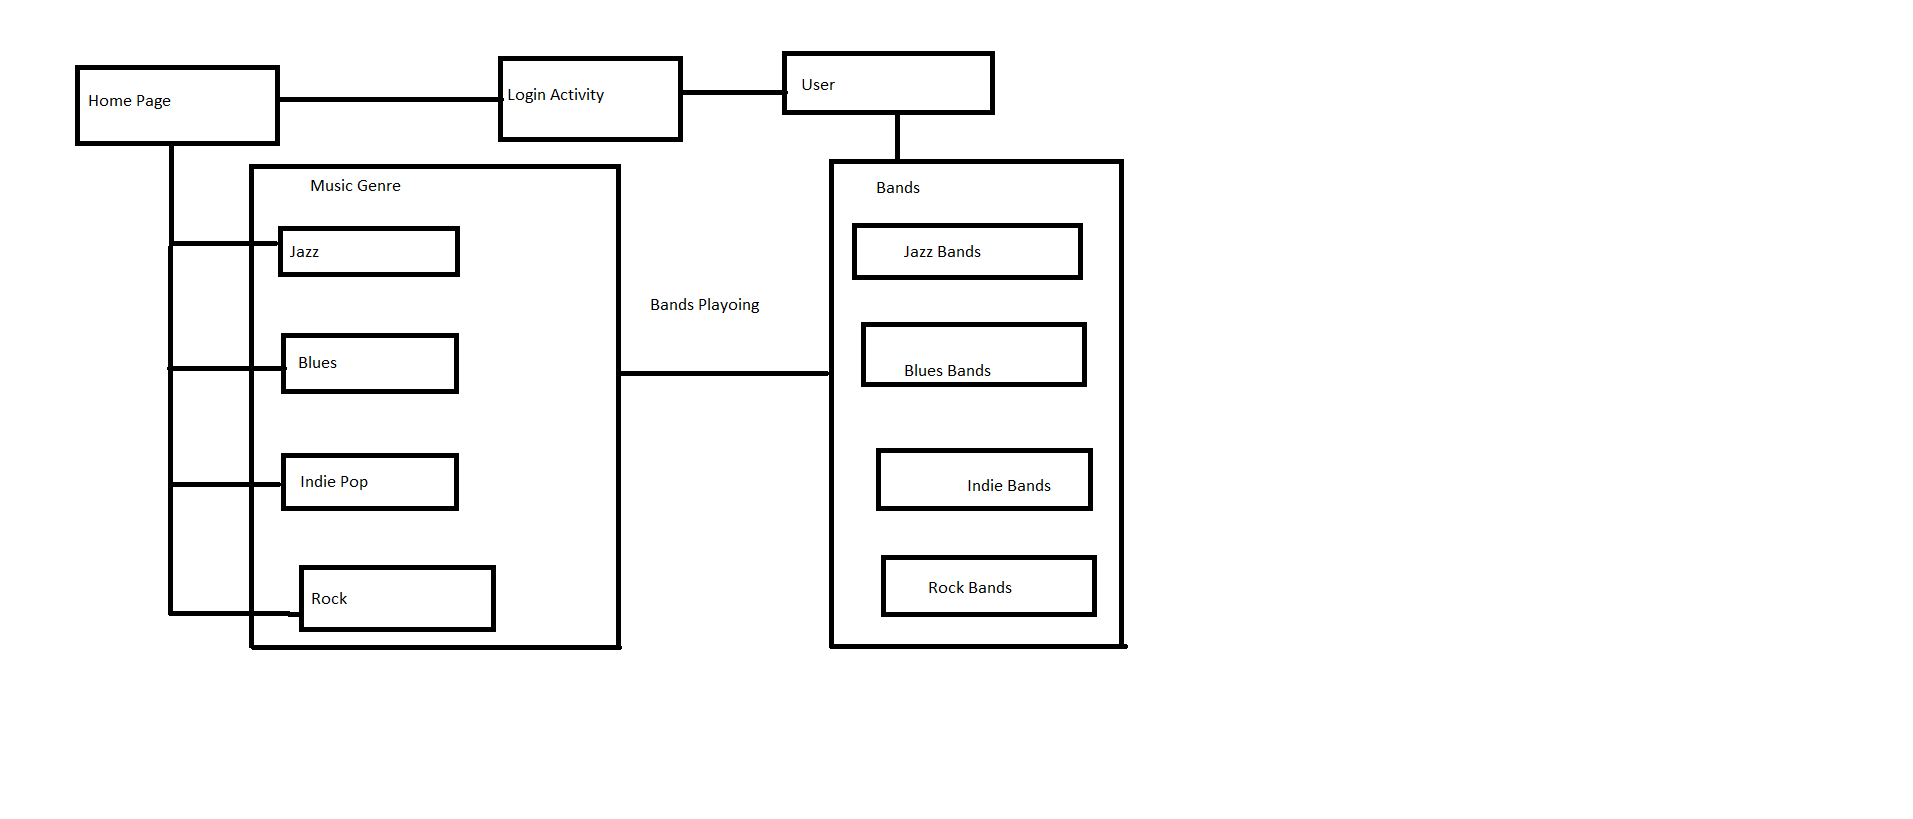 Home Page
Login Activity
User
Music Genre
Bands
Jazz
Jazz Bands
Bands Playoing
Blues
Blues Bands
Indie Pop
Indie Bands
Rock
Rock Bands